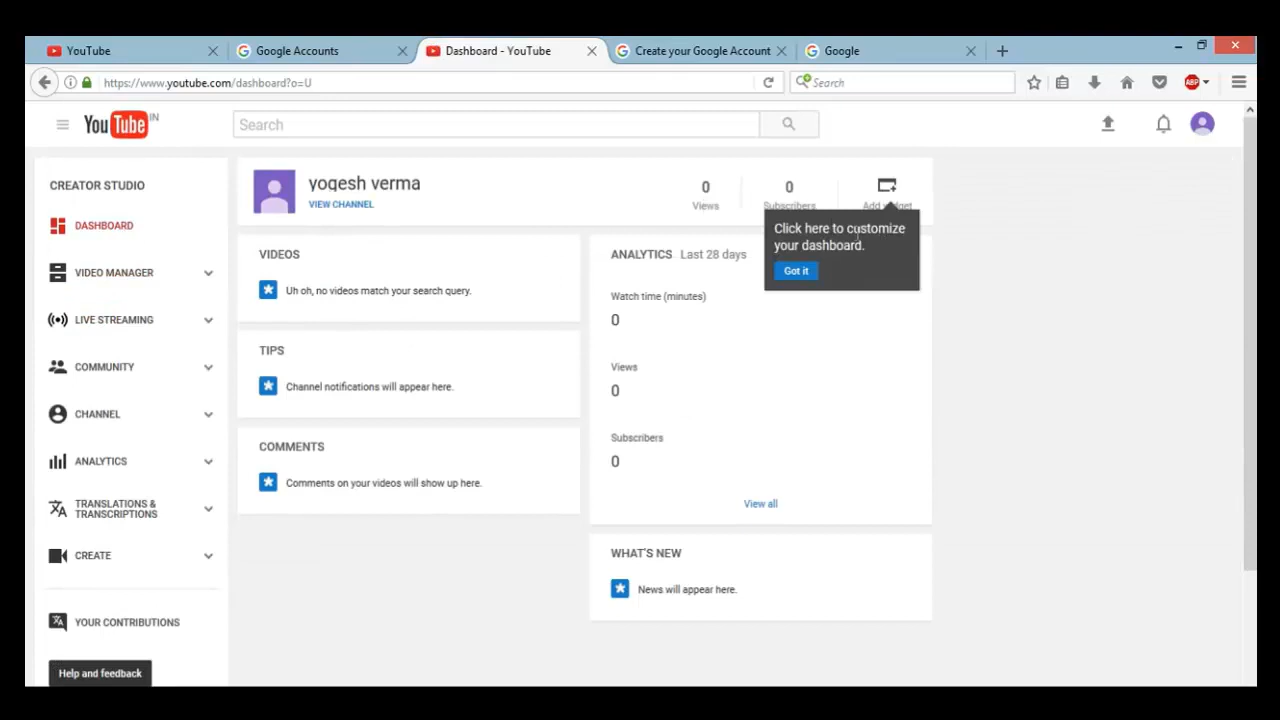 YouTube
Google Accounts
Dashboard - YouTube
Create your Google Account
Google
https://www.youtube.com/dashboard?o=U
Search
ABP
YouTube IN
Search
CREATOR STUDIO
DASHBOARD
VIDEO MANAGER
LIVE STREAMING
COMMUNITY
CHANNEL
ANALYTICS
TRANSLATIONS &
TRANSCRIPTIONS
CREATE
YOUR CONTRIBUTIONS
Help and feedback
yogesh verma
VIEW CHANNEL
0
Views
0
Subscribers
Add widget
Click here to customize
your dashboard.
Got it
VIDEOS
Uh oh, no videos match your search query.
TIPS
Channel notifications will appear here.
COMMENTS
Comments on your videos will show up here.
ANALYTICS Last 28 days
Watch time (minutes)
0
Views
0
Subscribers
0
View all
WHAT'S NEW
News will appear here.